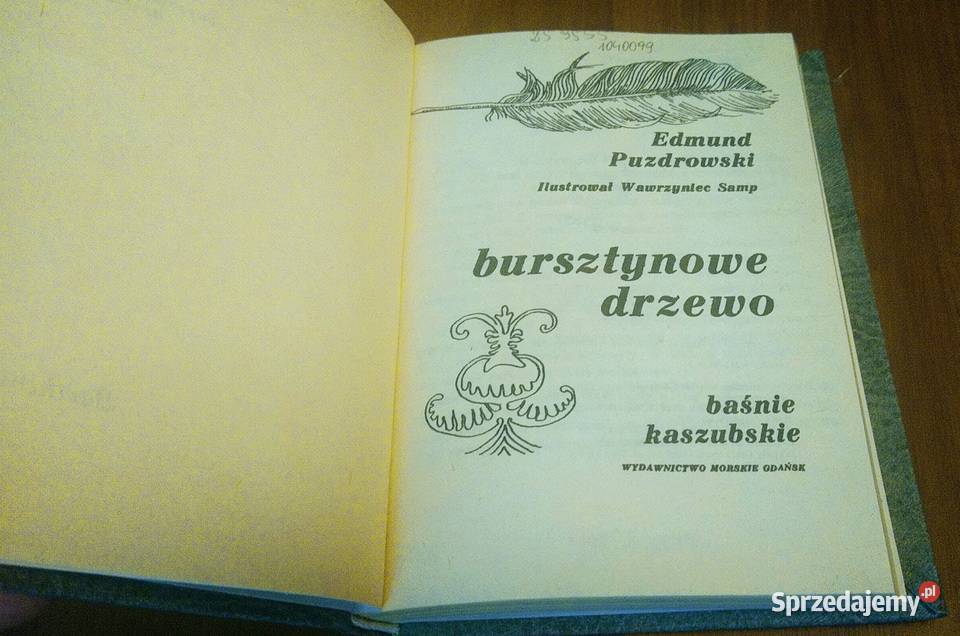 1040099
Edmund
Puzdrowski
Ilustrował Wawrzyniec Samp
bursztynowe
drzewo
baśnie
kaszubskie
WYDAWNICTWO MORSKIE GDAŃSK
Sprzedajemy.pl